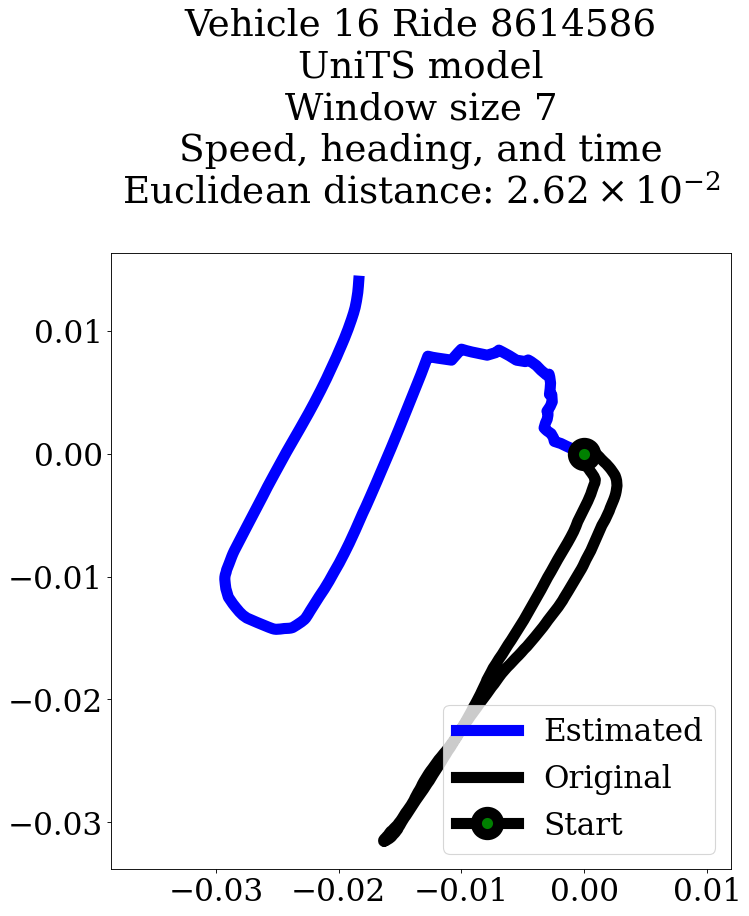 Vehicle 16 Ride 8614586
UniTS model
Window size 7
Speed, heading, and time
Euclidean distance: 2.62 × 10⁻²
0.01
0.00
−0.01
−0.02
−0.03
Estimated
Original
Start
−0.03 −0.02 −0.01 0.00 0.01